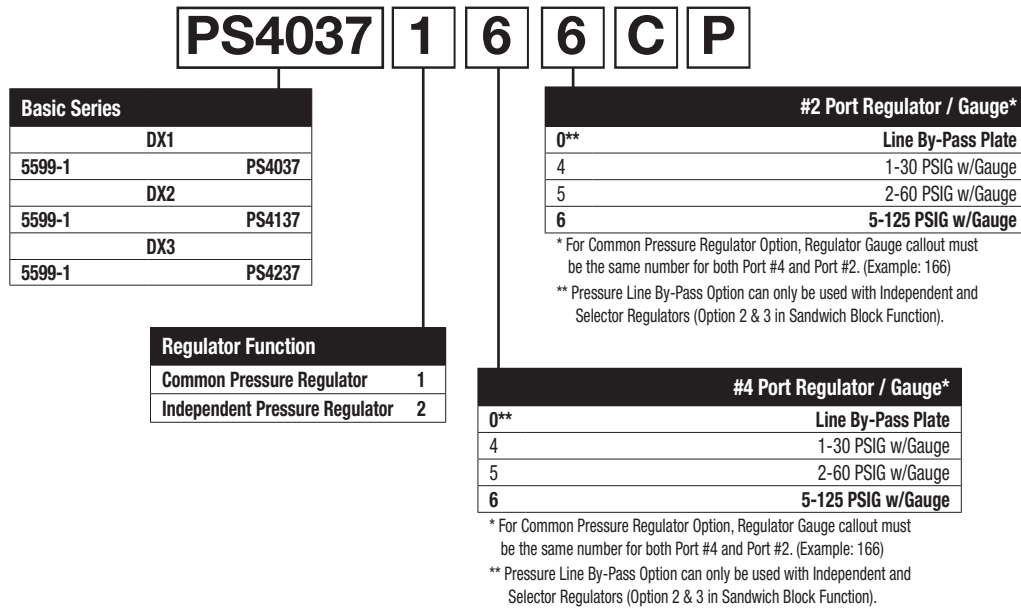 PS4037 1 6 6 C P
Basic Series
DX1
5599-1 PS4037
DX2
5599-1 PS4137
DX3
5599-1 PS4237
#2 Port Regulator / Gauge*
0** Line By-Pass Plate
4 1-30 PSIG w/Gauge
5 2-60 PSIG w/Gauge
6 5-125 PSIG w/Gauge
* For Common Pressure Regulator Option, Regulator Gauge callout must
be the same number for both Port #4 and Port #2. (Example: 166)
** Pressure Line By-Pass Option can only be used with Independent and
Selector Regulators (Option 2 & 3 in Sandwich Block Function).
Regulator Function
Common Pressure Regulator 1
Independent Pressure Regulator 2
#4 Port Regulator / Gauge*
0** Line By-Pass Plate
4 1-30 PSIG w/Gauge
5 2-60 PSIG w/Gauge
6 5-125 PSIG w/Gauge
* For Common Pressure Regulator Option, Regulator Gauge callout must
be the same number for both Port #4 and Port #2. (Example: 166)
** Pressure Line By-Pass Option can only be used with Independent and
Selector Regulators (Option 2 & 3 in Sandwich Block Function).